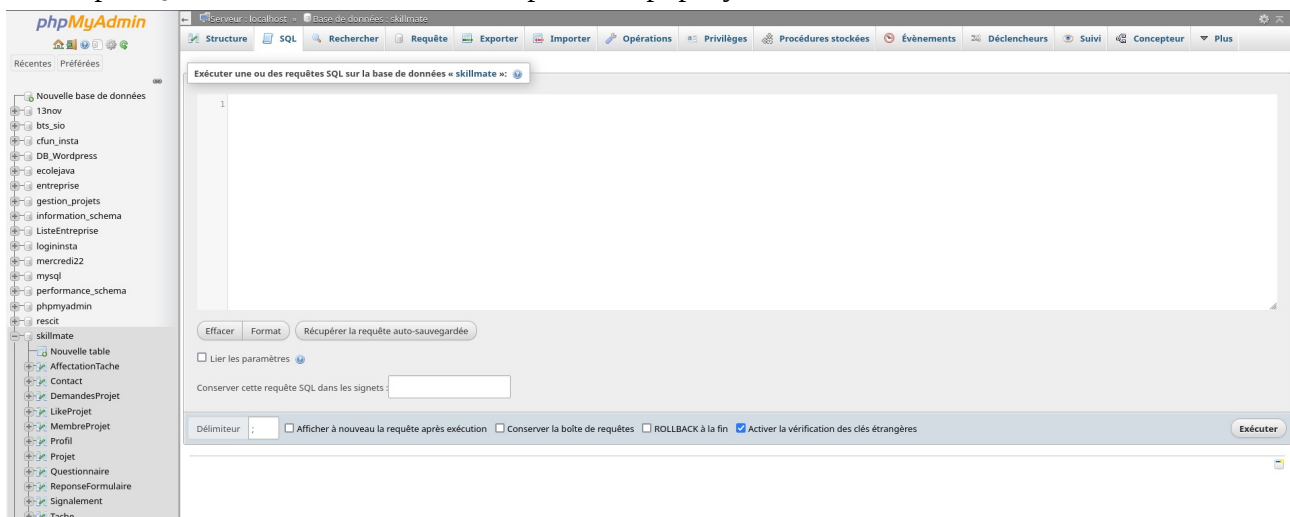 phpMyAdmin
Récentes Préférées
Nouvelle base de données
13nov
bts_sio
cfun_insta
DB_Wordpress
ecolejava
entreprise
gestion_projets
information_schema
ListeEntreprise
logininsta
mercredi22
mysql
performance_schema
phpmyadmin
rescit
skillmate
Nouvelle table
AffectationTache
Contact
DemandesProjet
LikeProjet
MembreProjet
Profil
Projet
Questionnaire
ReponseFormulaire
Signalement
Tache
Serveur : localhost » Base de données : skillmate
Structure SQL Rechercher Requête Exporter Importer Opérations Privilèges Procédures stockées Évènements Déclencheurs Suivi Concepteur Plus
Exécuter une ou des requêtes SQL sur la base de données « skillmate »:
1
Effacer Format Récupérer la requête auto-sauvegardée
Lier les paramètres
Conserver cette requête SQL dans les signets :
Délimiteur ; Afficher à nouveau la requête après exécution Conserver la boîte de requêtes ROLLBACK à la fin Activer la vérification des clés étrangères Exécuter